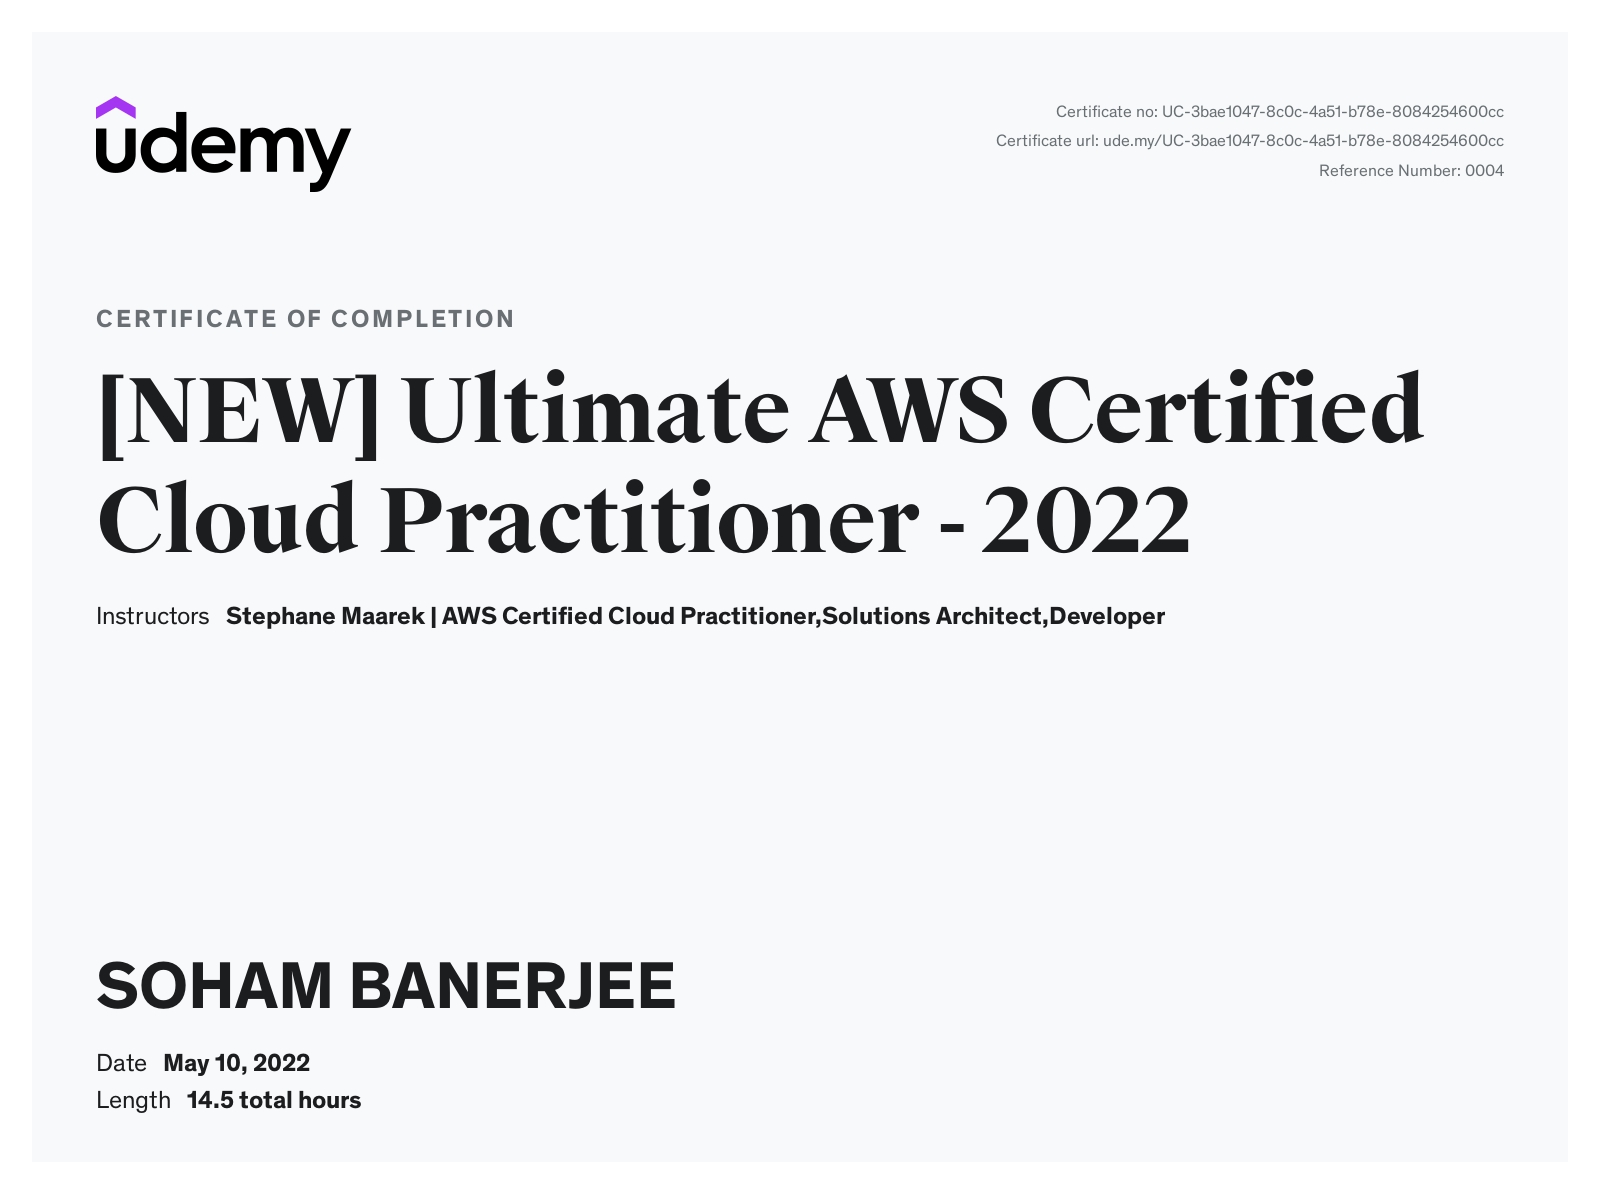 udemy
Certificate no: UC-3bae1047-8c0c-4a51-b78e-8084254600cc
Certificate url: ude.my/UC-3bae1047-8c0c-4a51-b78e-8084254600cc
Reference Number: 0004
CERTIFICATE OF COMPLETION
[NEW] Ultimate AWS Certified
Cloud Practitioner - 2022
Instructors Stephane Maarek | AWS Certified Cloud Practitioner,Solutions Architect,Developer
SOHAM BANERJEE
Date May 10, 2022
Length 14.5 total hours